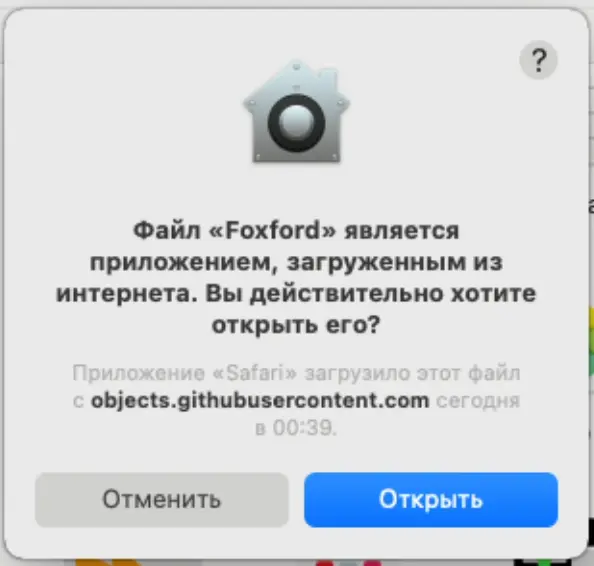 ?
Файл «Foxford» является
приложением, загруженным из
интернета. Вы действительно хотите
открыть его?
Приложение «Safari» загрузило этот файл
с objects.githubusercontent.com сегодня
в 00:39.
Отменить Открыть